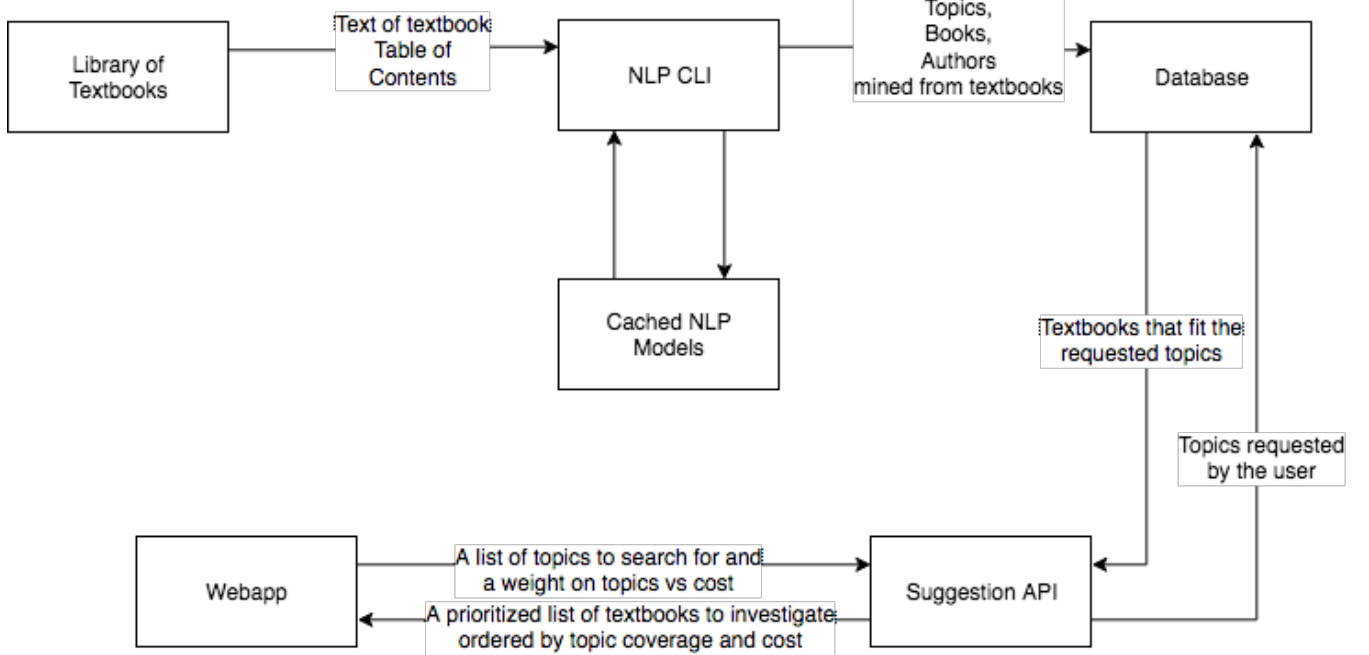 Library of
Textbooks
Text of textbook
Table of
Contents
NLP CLI
Topics,
Books,
Authors
mined from textbooks
Database
Cached NLP
Models
Textbooks that fit the
requested topics
Topics requested
by the user
Webapp
A list of topics to search for and
a weight on topics vs cost
A prioritized list of textbooks to investigate
ordered by topic coverage and cost
Suggestion API